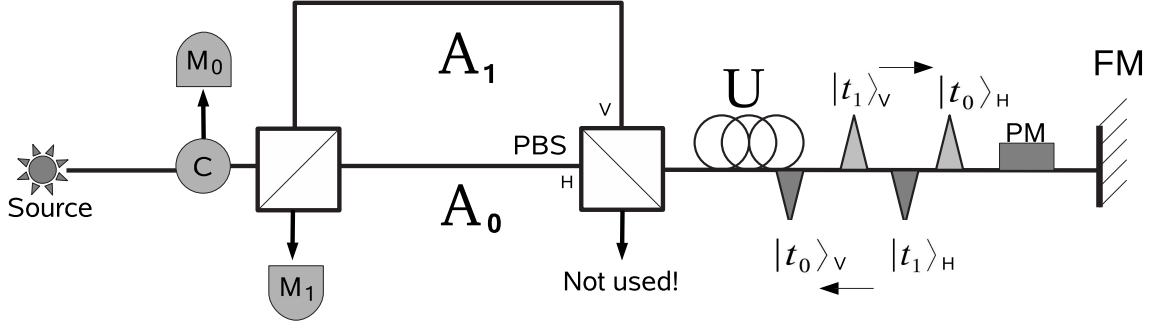 M₀
A₁
U
|t₁⟩V
|t₀⟩H
FM
V
PBS
PM
C
H
Source
A₀
|t₀⟩V
|t₁⟩H
M₁
Not used!